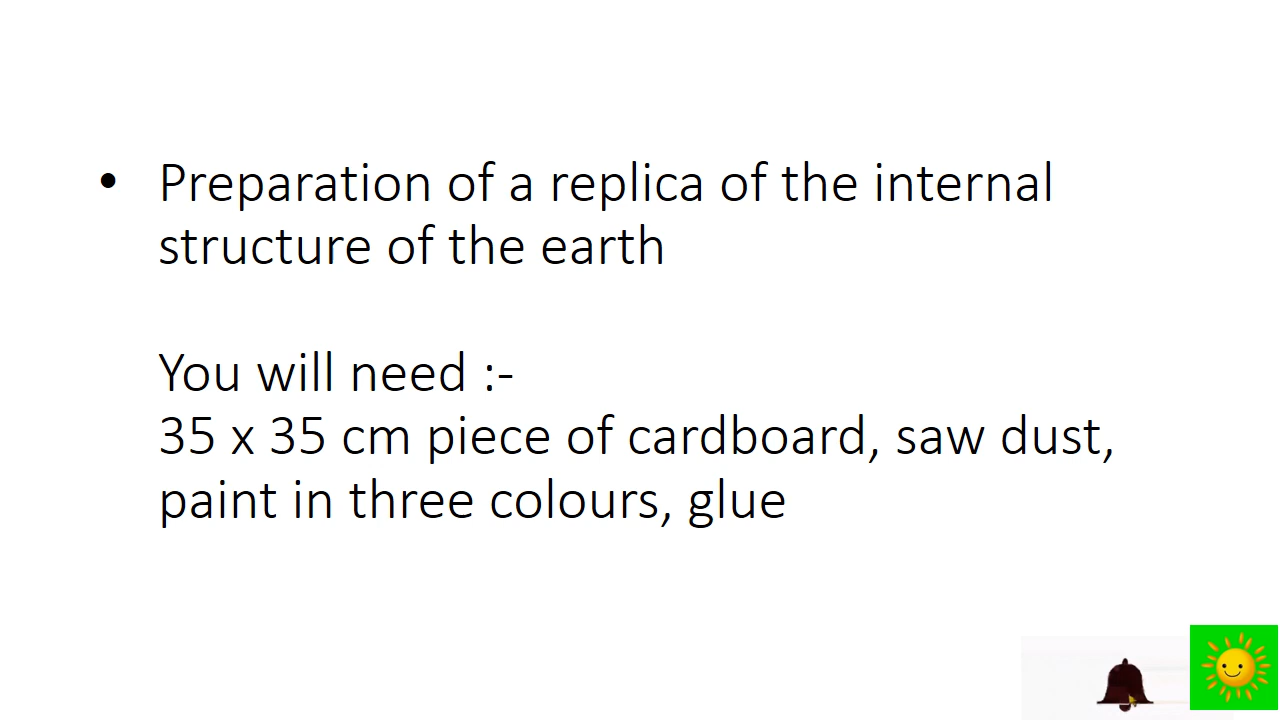 • Preparation of a replica of the internal
structure of the earth
You will need :-
35 x 35 cm piece of cardboard, saw dust,
paint in three colours, glue